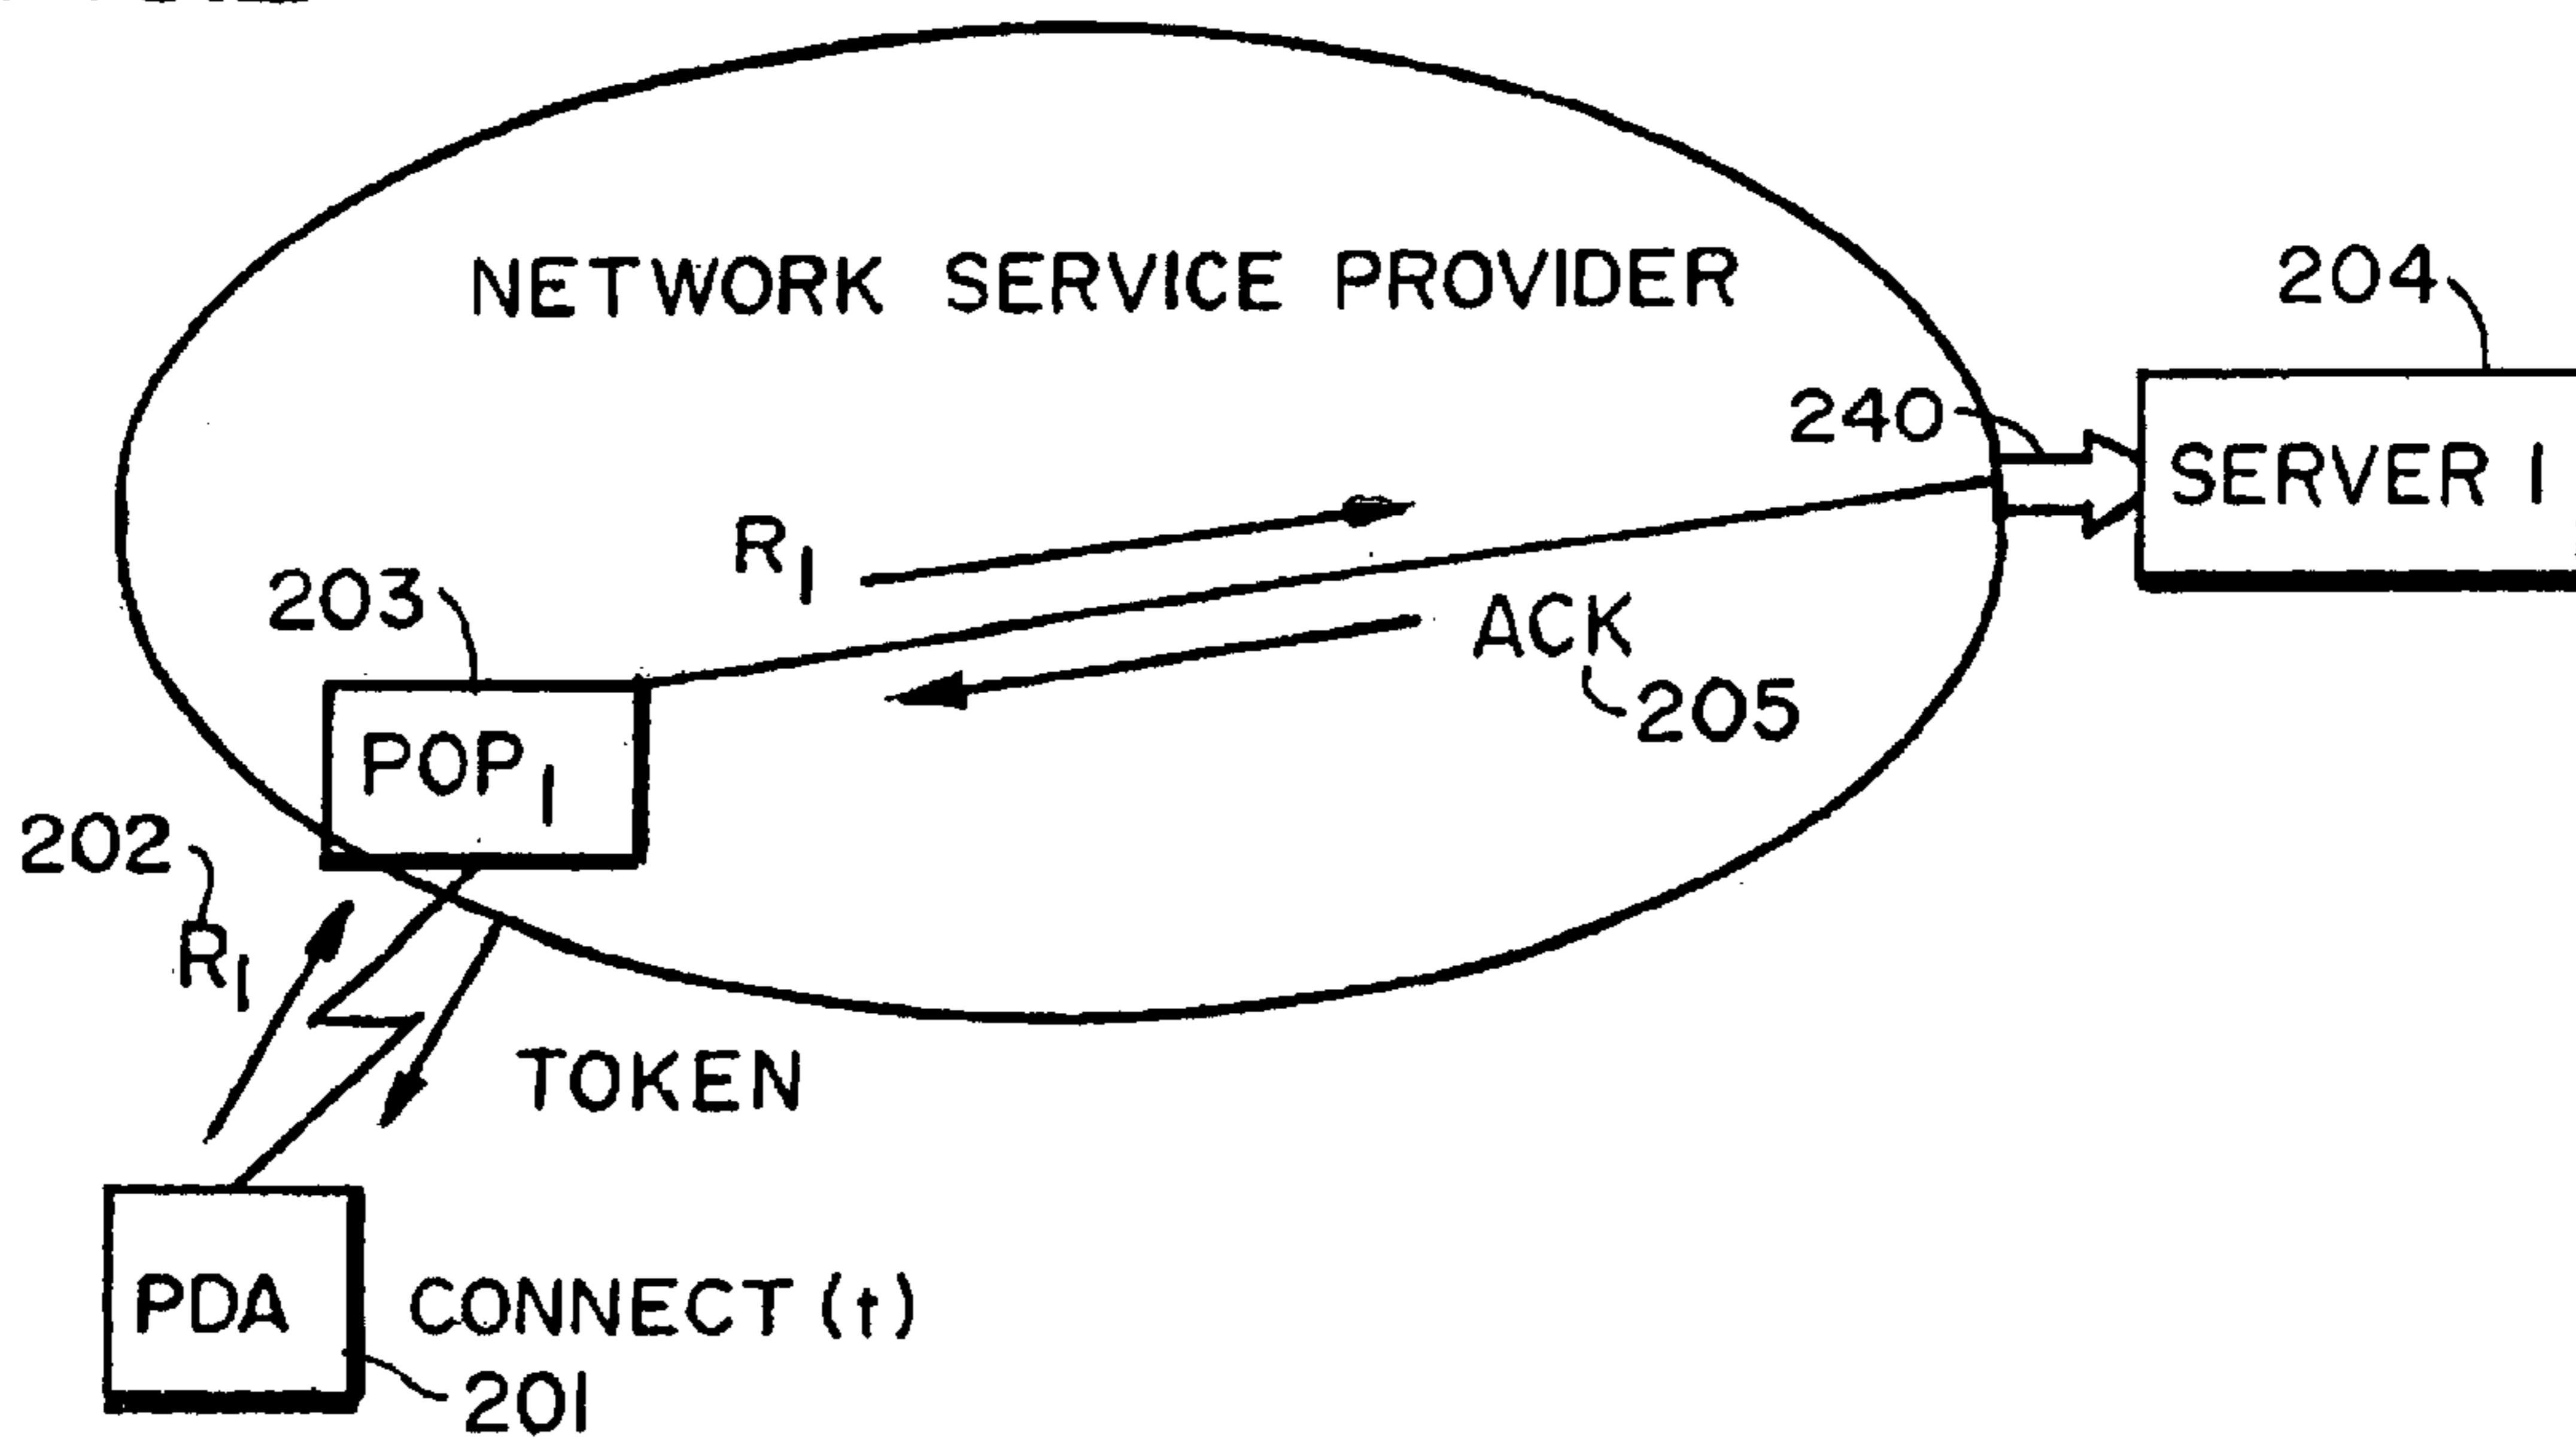 NETWORK SERVICE PROVIDER
204
240
SERVER 1
R1
203
ACK
205
POP1
202
R1
TOKEN
PDA
CONNECT (t)
201